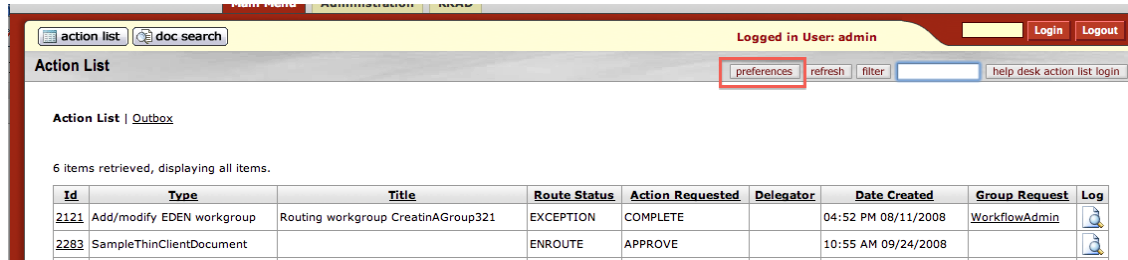 Main Menu Administration KRAD
action list doc search Logged in User: admin Login Logout
Action List preferences refresh filter help desk action list login
Action List | Outbox
6 items retrieved, displaying all items.
Id Type Title Route Status Action Requested Delegator Date Created Group Request Log
2121 Add/modify EDEN workgroup Routing workgroup CreatinAGroup321 EXCEPTION COMPLETE 04:52 PM 08/11/2008 WorkflowAdmin
2283 SampleThinClientDocument ENROUTE APPROVE 10:55 AM 09/24/2008